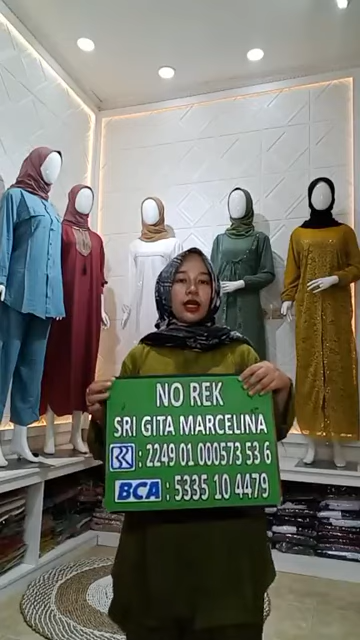 NO REK
SRI GITA MARCELINA
: 2249 01 000573 53 6
BCA : 5335 10 4479